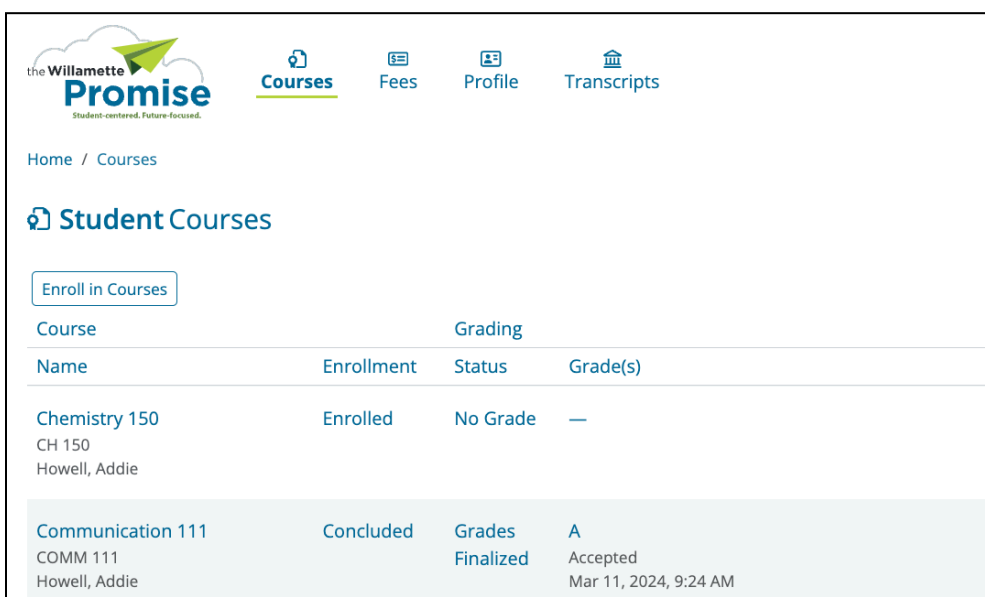 the Willamette
Promise
Student-centered. Future-focused.
Courses Fees Profile Transcripts
Home / Courses
Student Courses
Enroll in Courses
Course Grading
Name Enrollment Status Grade(s)
Chemistry 150 Enrolled No Grade —
CH 150
Howell, Addie
Communication 111 Concluded Grades A
COMM 111 Finalized Accepted
Howell, Addie Mar 11, 2024, 9:24 AM